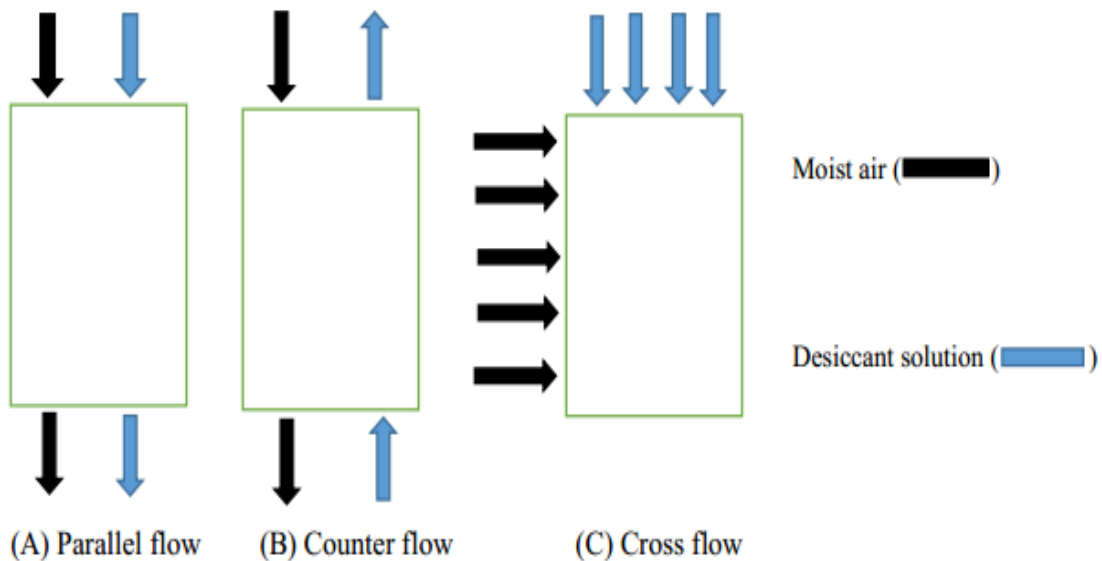 Moist air ( )
Desiccant solution ( )
(A) Parallel flow
(B) Counter flow
(C) Cross flow